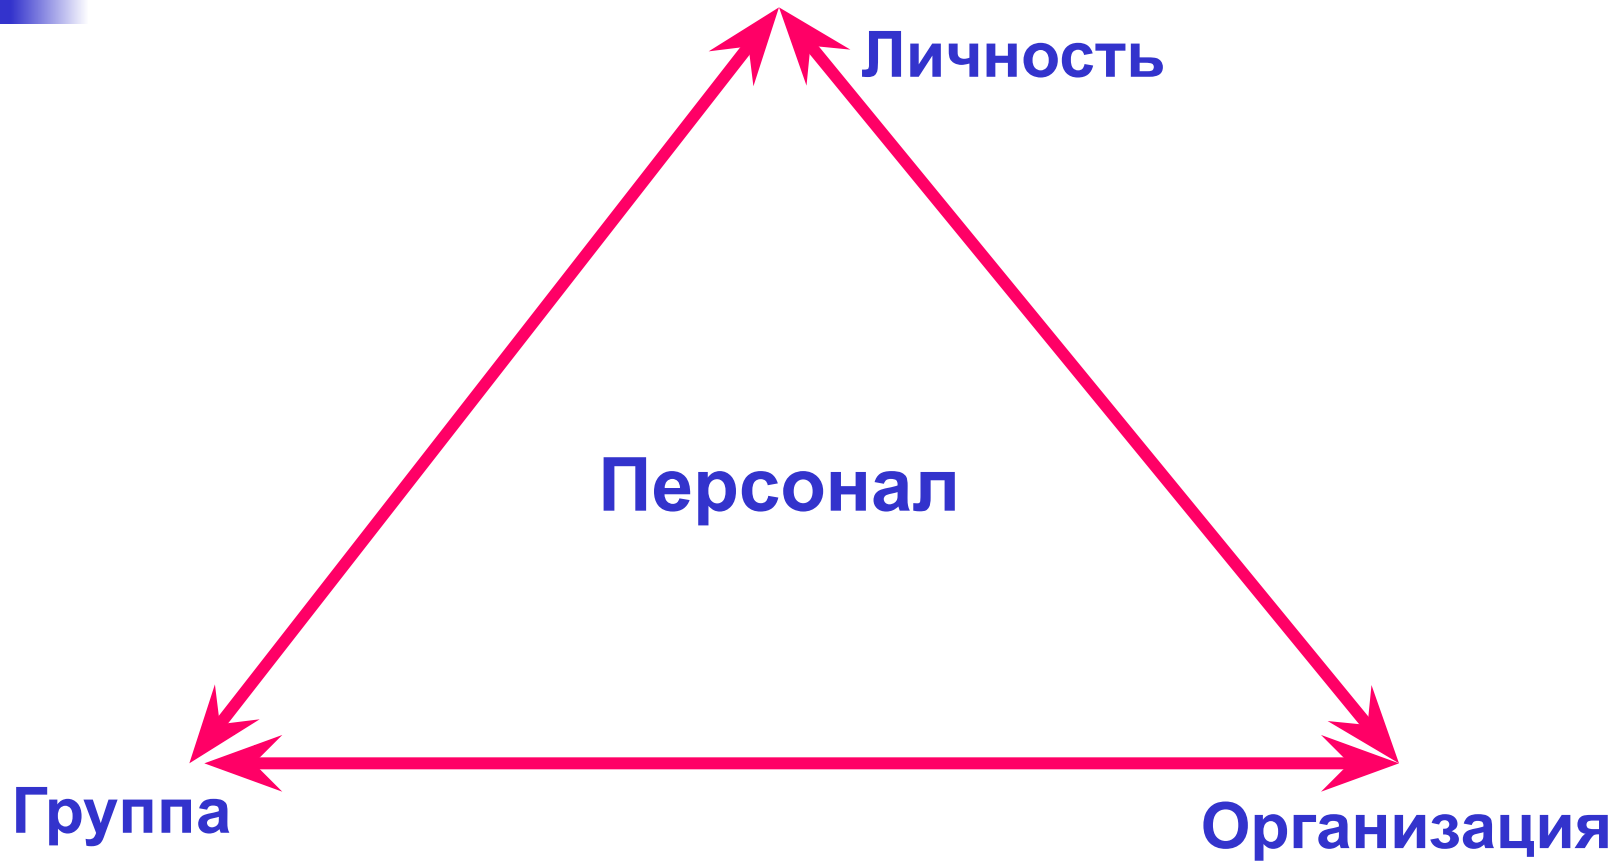 Личность
Персонал
Группа
Организация